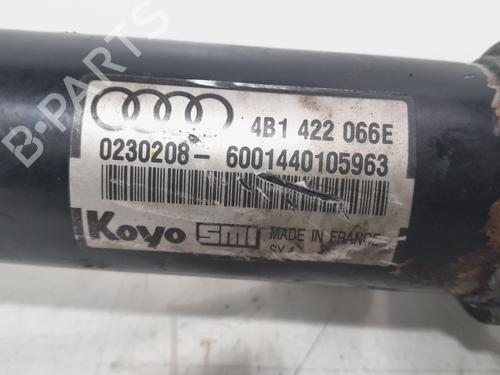 B-PARTS
4B1 422 066E
0230208- 6001440105963
Koyo smi MADE IN FRANCE